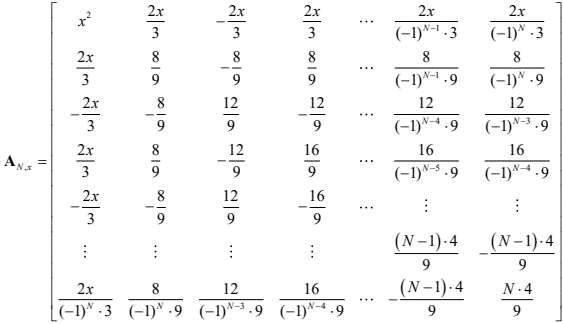 x^2 2x/3 -2x/3 2x/3 ⋯ 2x/((-1)^{N-1}·3) 2x/((-1)^N·3)
2x/3 8/9 -8/9 8/9 ⋯ 8/((-1)^{N-1}·9) 8/((-1)^N·9)
-2x/3 -8/9 12/9 -12/9 ⋯ 12/((-1)^{N-4}·9) 12/((-1)^{N-3}·9)
A_{N,x} = 2x/3 8/9 -12/9 16/9 ⋯ 16/((-1)^{N-5}·9) 16/((-1)^{N-4}·9)
-2x/3 -8/9 12/9 -16/9 ⋯ ⋮ ⋮
⋮ ⋮ ⋮ ⋮ (N-1)·4/9 -(N-1)·4/9
2x/((-1)^N·3) 8/((-1)^N·9) 12/((-1)^{N-3}·9) 16/((-1)^{N-4}·9) ⋯ -(N-1)·4/9 N·4/9